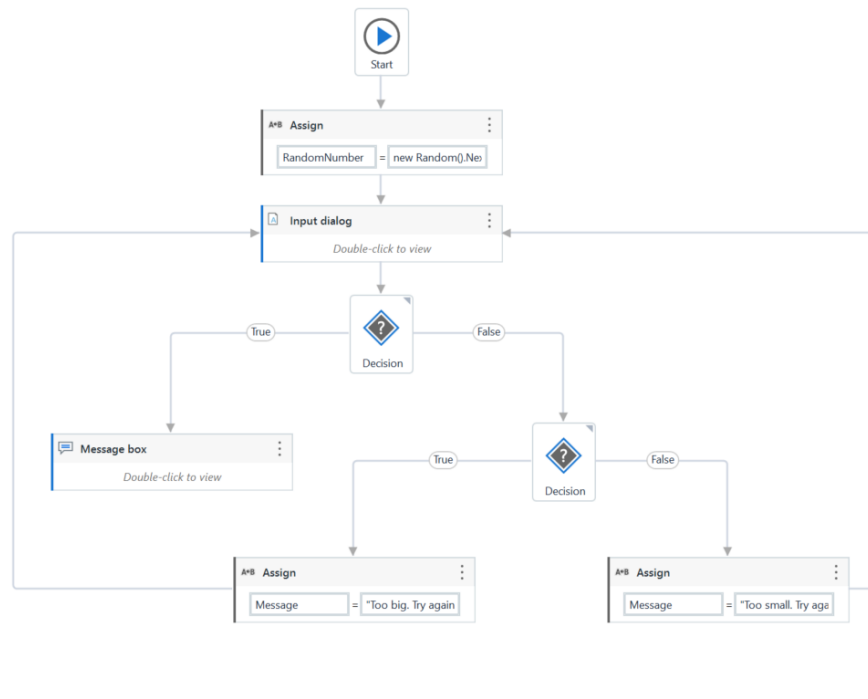 Start
A+B Assign
RandomNumber = new Random().Nex
Input dialog
Double-click to view
True
?
False
Decision
Message box
Double-click to view
True
?
False
Decision
A+B Assign
Message = "Too big. Try again
A+B Assign
Message = "Too small. Try aga